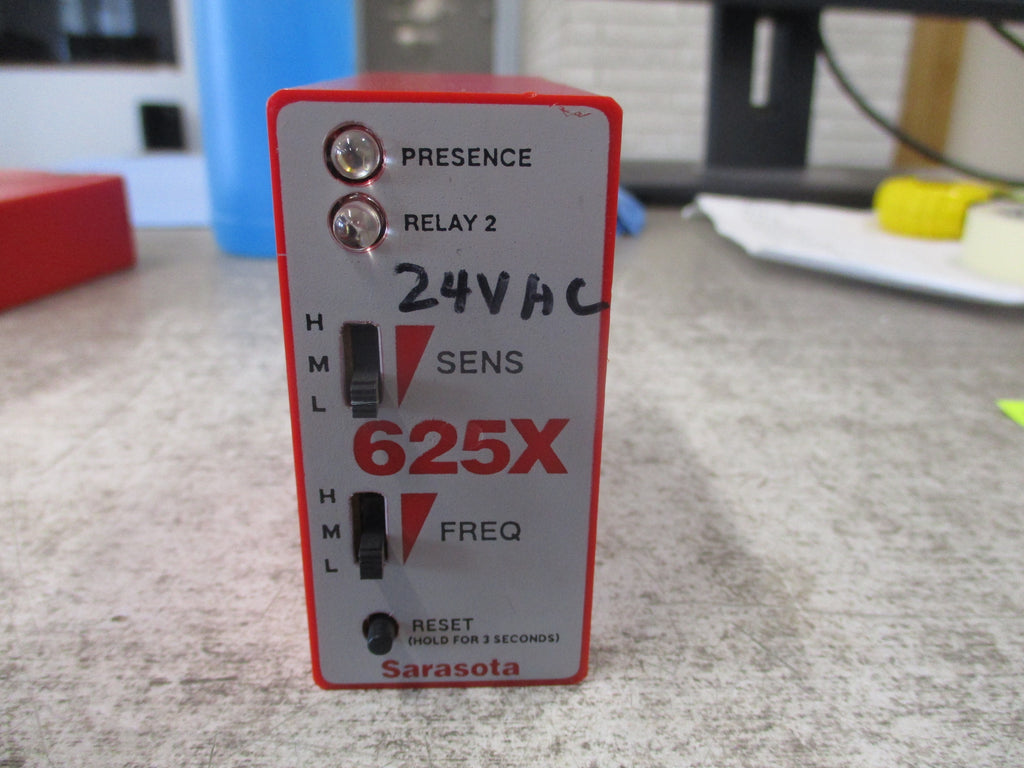 PRESENCE
RELAY 2
24VAC
H
M
L
SENS
625X
H
M
L
FREQ
RESET
(HOLD FOR 3 SECONDS)
Sarasota